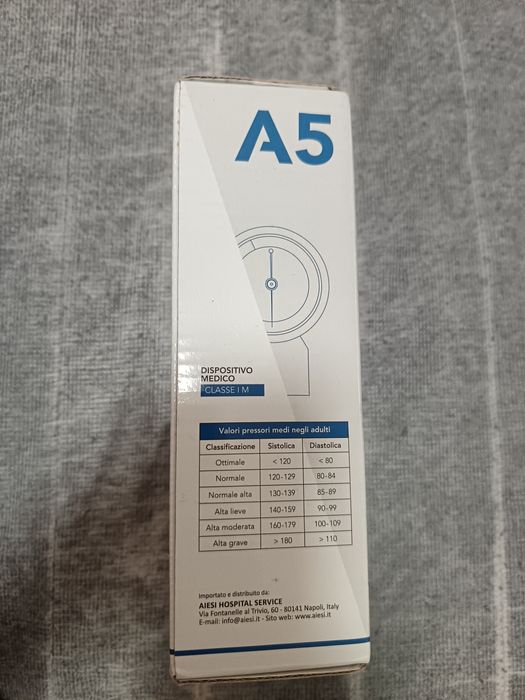 A5
DISPOSITIVO
MEDICO
CLASSE I M
Valori pressori medi negli adulti
Classificazione Sistolica Diastolica
Ottimale < 120 < 80
Normale 120-129 80-84
Normale alta 130-139 85-89
Alta lieve 140-159 90-99
Alta moderata 160-179 100-109
Alta grave > 180 > 110
Importato e distribuito da:
AIESI HOSPITAL SERVICE
Via Fontanelle al Trivio, 60 - 80141 Napoli, Italy
E-mail: info@aiesi.it - Sito web: www.aiesi.it